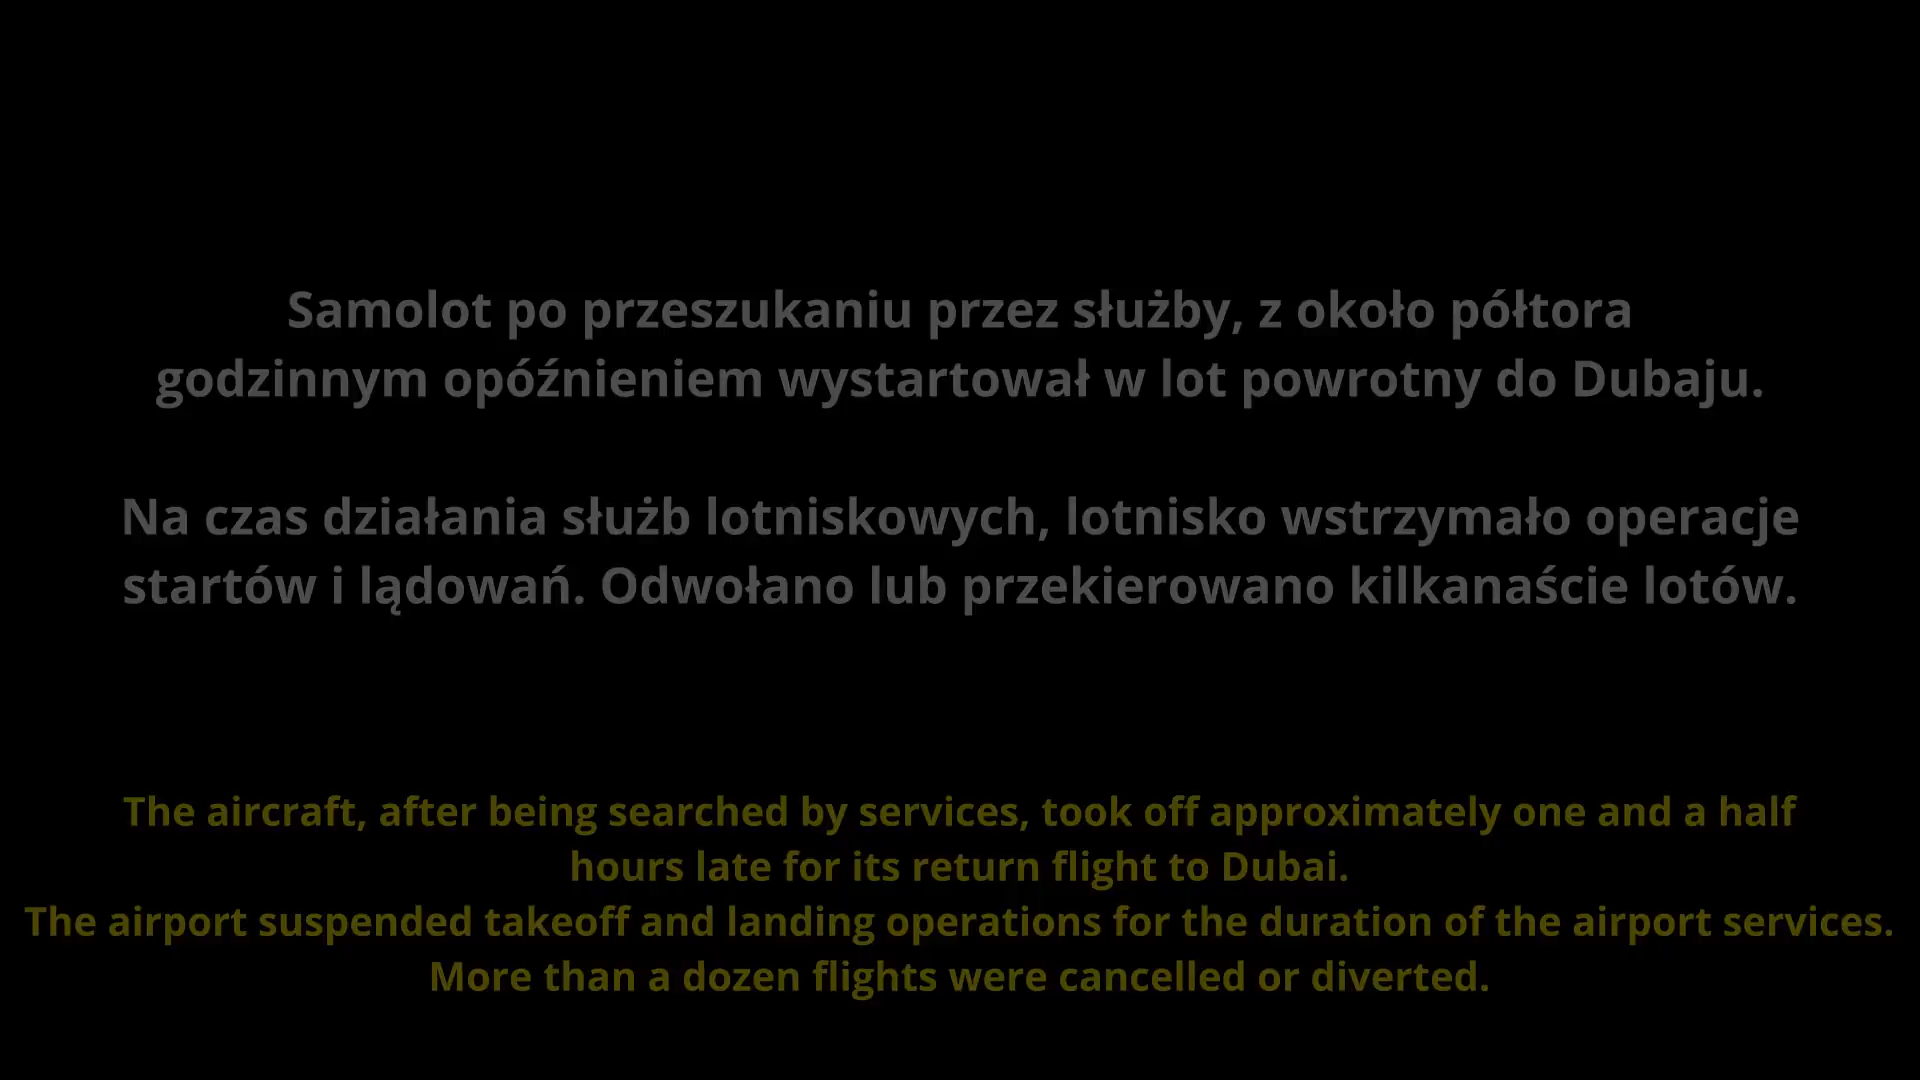 Samolot po przeszukaniu przez służby, z około półtora
godzinnym opóźnieniem wystartował w lot powrotny do Dubaju.
Na czas działania służb lotniskowych, lotnisko wstrzymało operacje
startów i lądowań. Odwołano lub przekierowano kilkanaście lotów.
The aircraft, after being searched by services, took off approximately one and a half
hours late for its return flight to Dubai.
The airport suspended takeoff and landing operations for the duration of the airport services.
More than a dozen flights were cancelled or diverted.